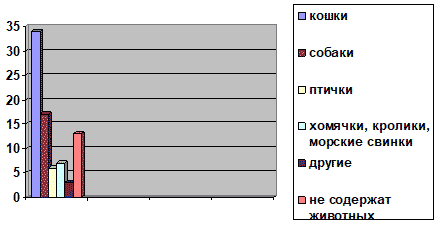 35
30
25
20
15
10
5
0
кошки
собаки
птички
хомячки, кролики,
морские свинки
другие
не содержат
животных